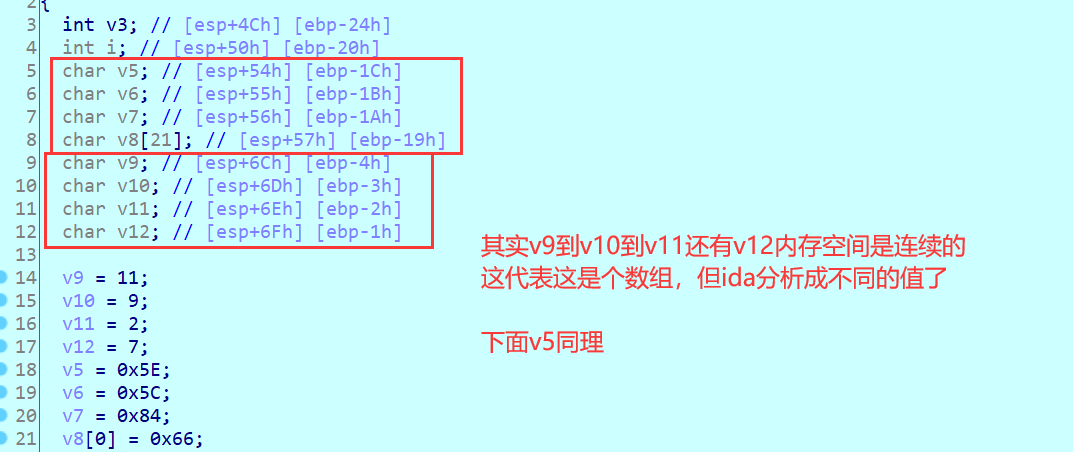 2 {
3 int v3; // [esp+4Ch] [ebp-24h]
4 int i; // [esp+50h] [ebp-20h]
5 char v5; // [esp+54h] [ebp-1Ch]
6 char v6; // [esp+55h] [ebp-1Bh]
7 char v7; // [esp+56h] [ebp-1Ah]
8 char v8[21]; // [esp+57h] [ebp-19h]
9 char v9; // [esp+6Ch] [ebp-4h]
10 char v10; // [esp+6Dh] [ebp-3h]
11 char v11; // [esp+6Eh] [ebp-2h]
12 char v12; // [esp+6Fh] [ebp-1h]
13
其实v9到v10到v11还有v12内存空间是连续的
这代表这是个数组，但ida分析成不同的值了
下面v5同理
14 v9 = 11;
15 v10 = 9;
16 v11 = 2;
17 v12 = 7;
18 v5 = 0x5E;
19 v6 = 0x5C;
20 v7 = 0x84;
21 v8[0] = 0x66;